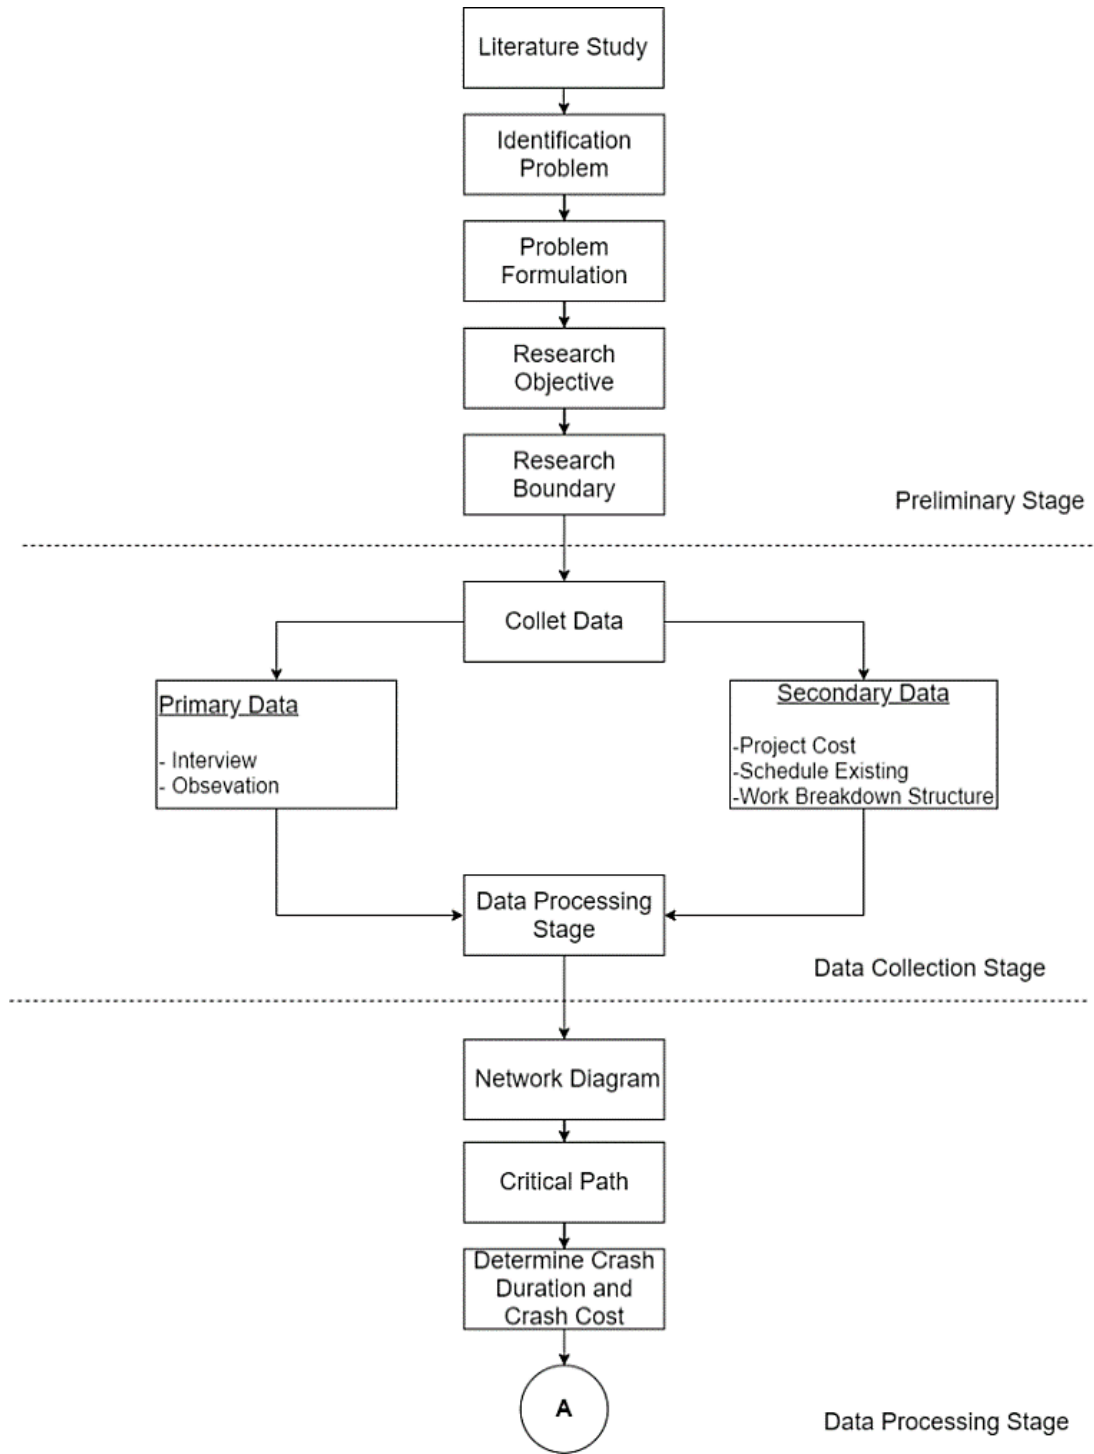 Literature Study
Identification
Problem
Problem
Formulation
Research
Objective
Research
Boundary
Preliminary Stage
Collet Data
Primary Data
- Interview
- Obsevation
Secondary Data
-Project Cost
-Schedule Existing
-Work Breakdown Structure
Data Processing
Stage
Data Collection Stage
Network Diagram
Critical Path
Determine Crash
Duration and
Crash Cost
A
Data Processing Stage